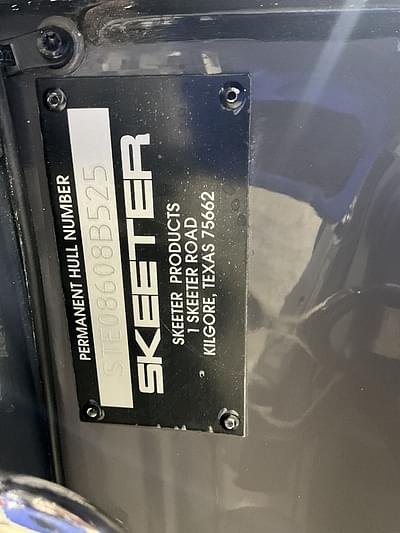 PERMANENT HULL NUMBER
STE08608B525
SKEETER
SKEETER PRODUCTS
1 SKEETER ROAD
KILGORE, TEXAS 75662